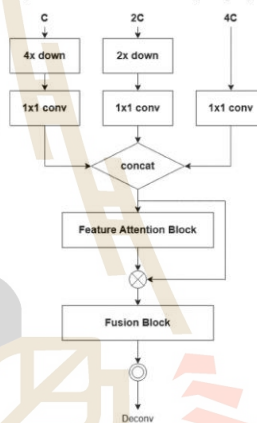 C 2C 4C
4x down 2x down
1x1 conv 1x1 conv 1x1 conv
concat
Feature Attention Block
Fusion Block
Deconv